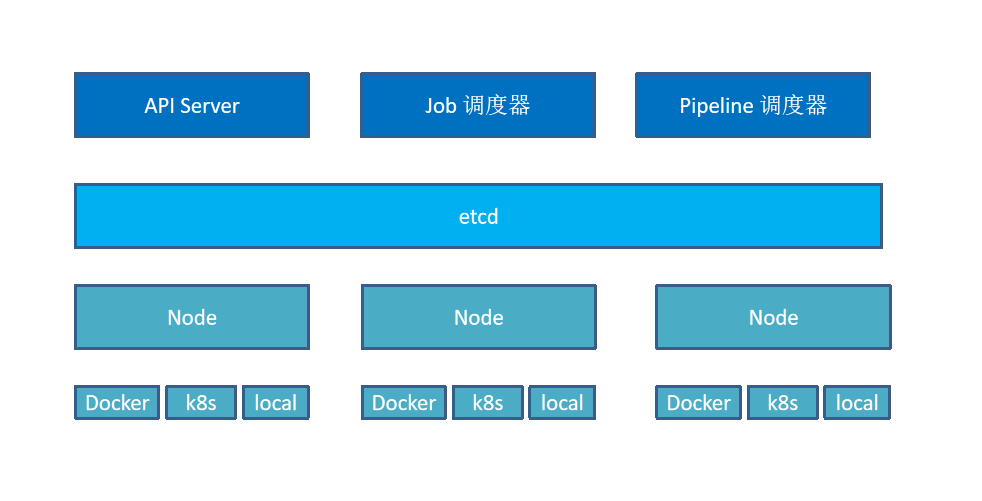 API Server
Job 调度器
Pipeline 调度器
etcd
Node
Node
Node
Docker
k8s
local
Docker
k8s
local
Docker
k8s
local